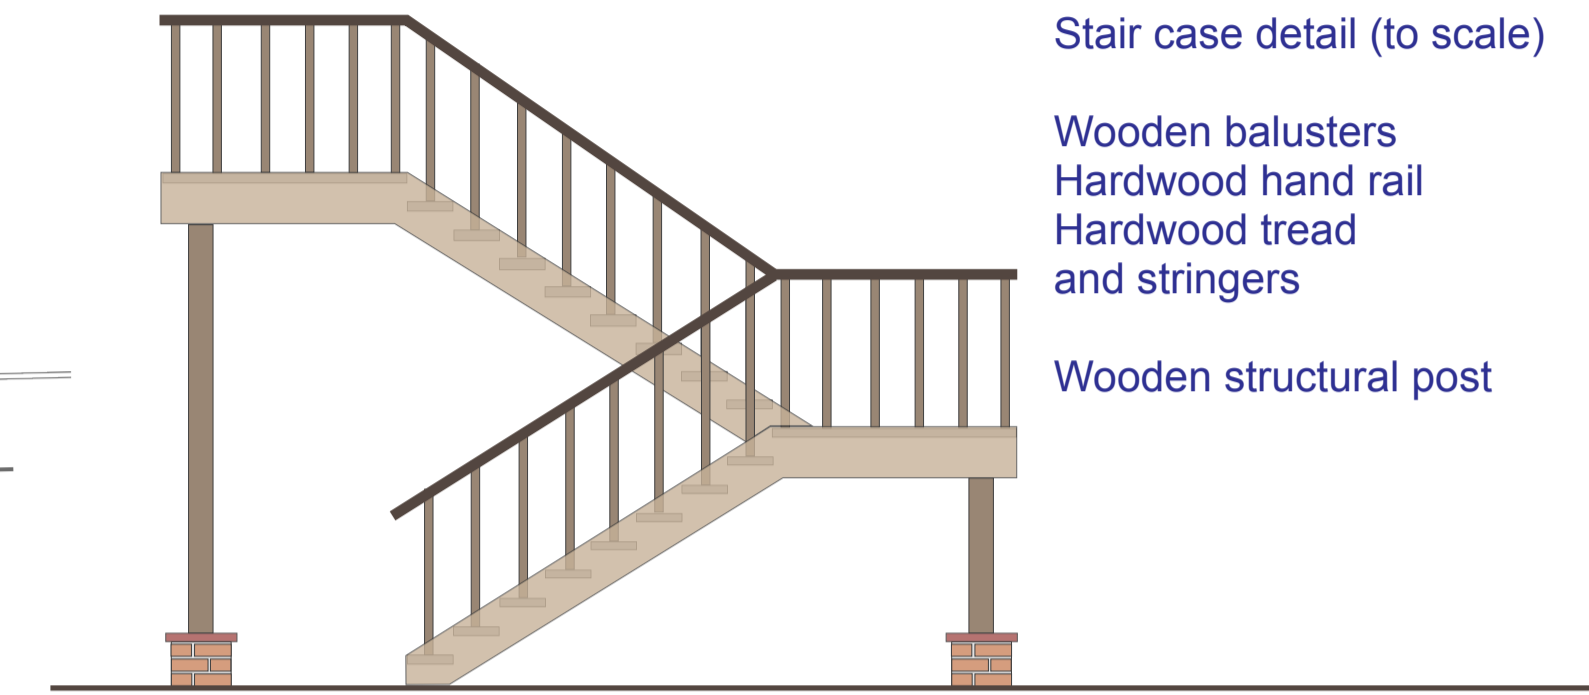 Stair case detail (to scale)
Wooden balusters
Hardwood hand rail
Hardwood tread
and stringers
Wooden structural post